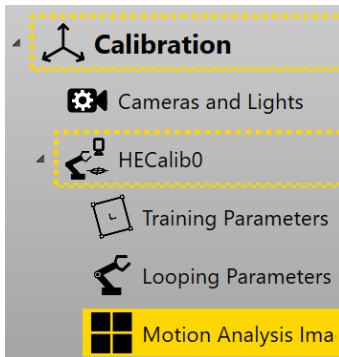 Calibration
Cameras and Lights
HECalib0
Training Parameters
Looping Parameters
Motion Analysis Ima